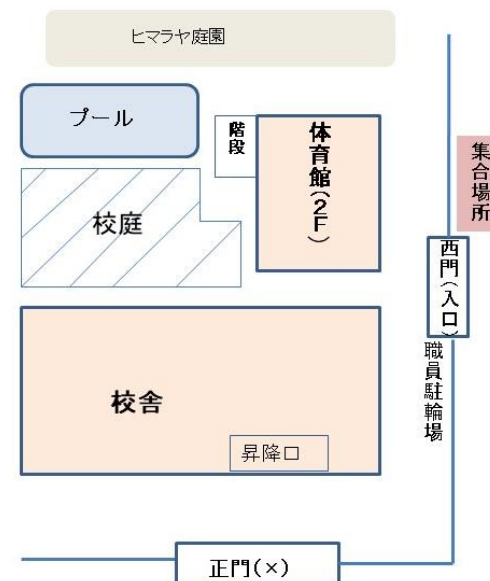 ヒマラヤ庭園
プール
階段
体育館(2F)
集合場所
校庭
西門(入口)
職員駐輪場
校舎
昇降口
正門(×)